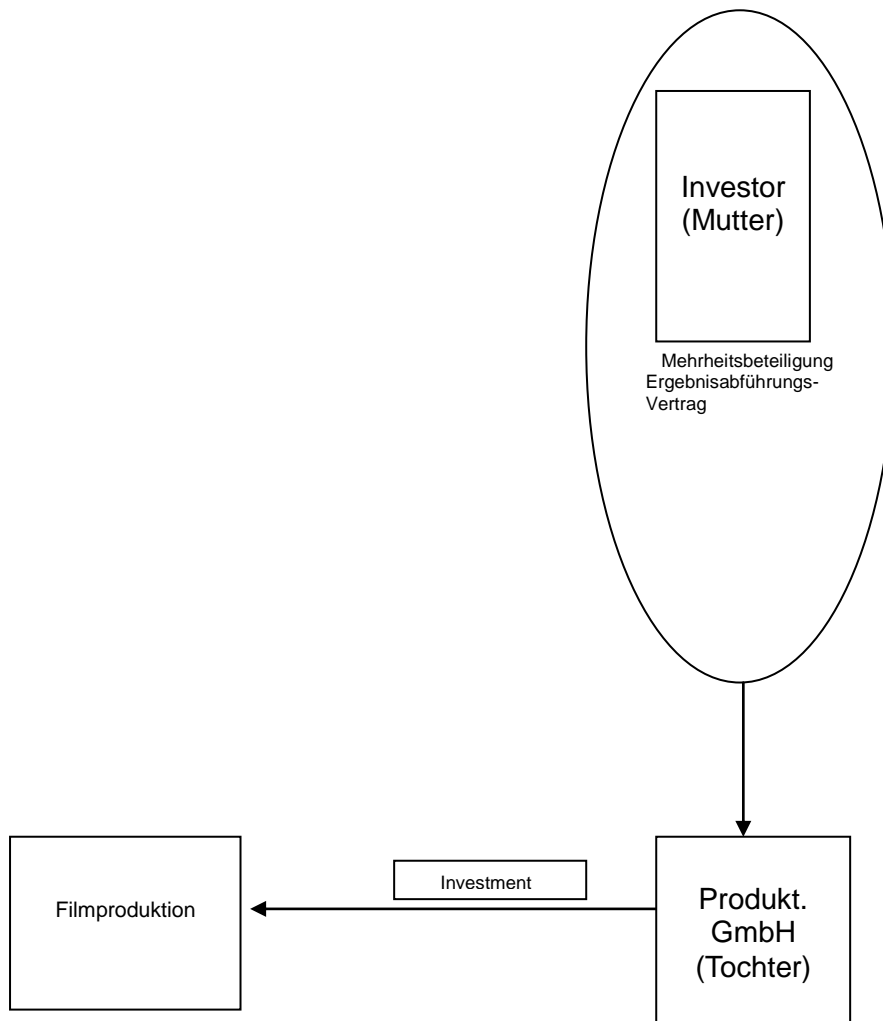 Investor
(Mutter)
Mehrheitsbeteiligung
Ergebnisabführungs-
Vertrag
Investment
Filmproduktion
Produkt.
GmbH
(Tochter)